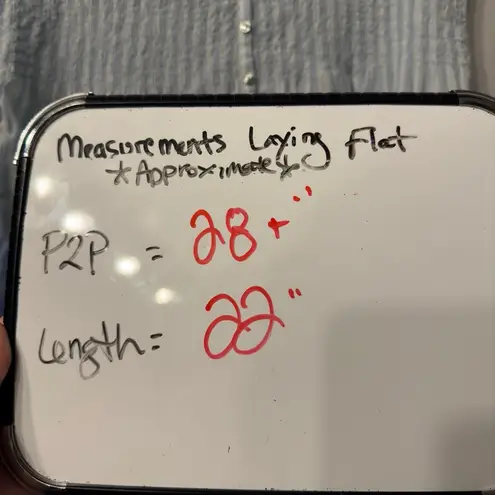 Measurements Laying Flat
*Approximate*
P2P = 28+"
Length = 22"